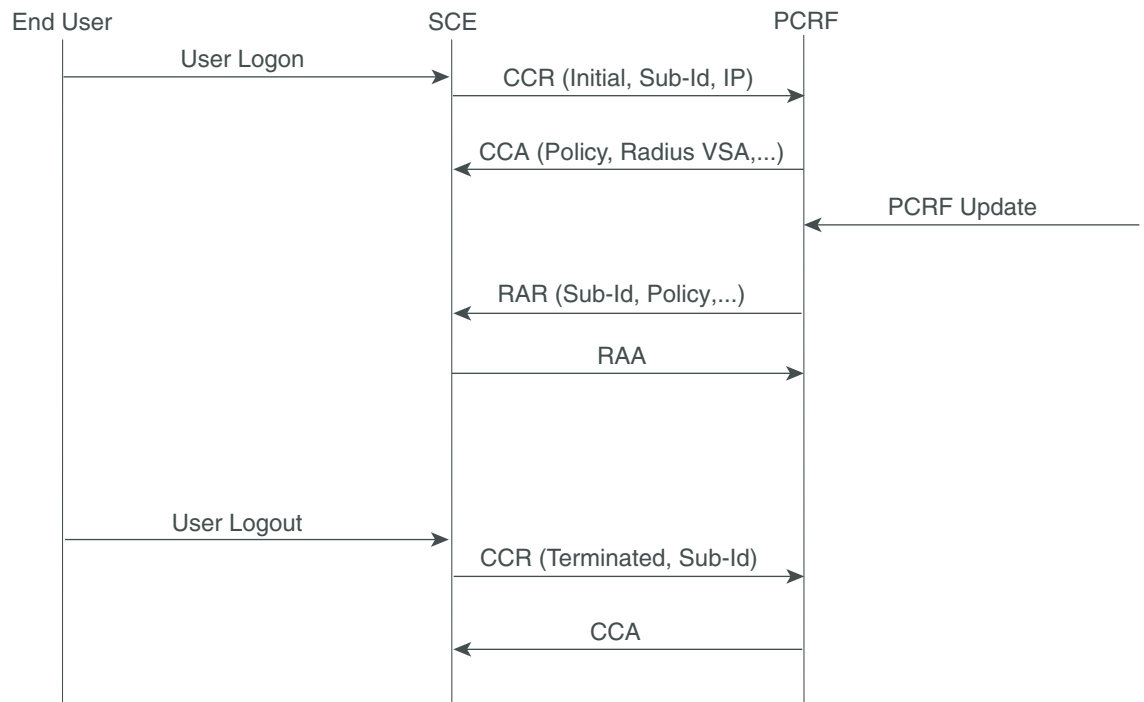 End User
SCE
PCRF
User Logon
CCR (Initial, Sub-Id, IP)
CCA (Policy, Radius VSA,...)
PCRF Update
RAR (Sub-Id, Policy,...)
RAA
User Logout
CCR (Terminated, Sub-Id)
CCA